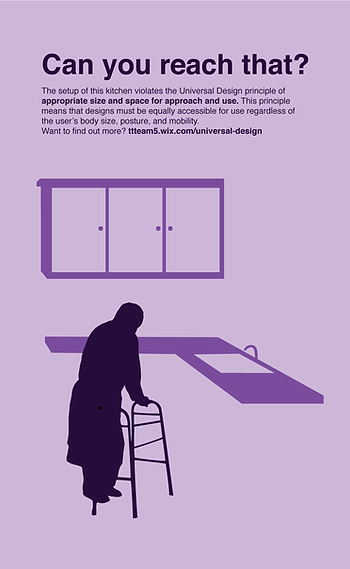 Can you reach that?
The setup of this kitchen violates the Universal Design principle of
appropriate size and space for approach and use. This principle
means that designs must be equally accessible for use regardless of
the user's body size, posture, and mobility.
Want to find out more? ttteam5.wix.com/universal-design